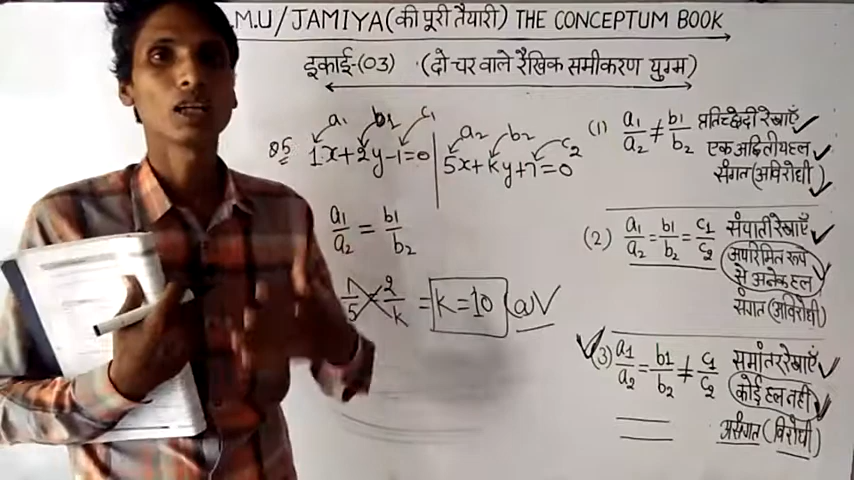 .M.U/JAMIYA(की पूरी तैयारी) THE CONCEPTUM BOOK
इकाई-(03) (दो चर वाले रैखिक समीकरण युग्म)
a₁ b₁ c₁
Q5 1x+2y-1=0
a₂ b₂ c₂
5x+ky+7=0
a₁/a₂ = b₁/b₂
1/5 = 2/k = k=10 (a)✓
(1) a₁/a₂ ≠ b₁/b₂ प्रतिच्छेदी रेखाएँ ✓
एक अद्वितीय हल ✓
संगत (अविरोधी) ✓
(2) a₁/a₂ = b₁/b₂ = c₁/c₂ संपाती रेखाएँ ✓
अपरिमित रूप
से अनेक हल ✓
संगत (अविरोधी)
✓(3) a₁/a₂ = b₁/b₂ ≠ c₁/c₂ समांतर रेखाएँ ✓
कोई हल नहीं ✓
असंगत (विरोधी)